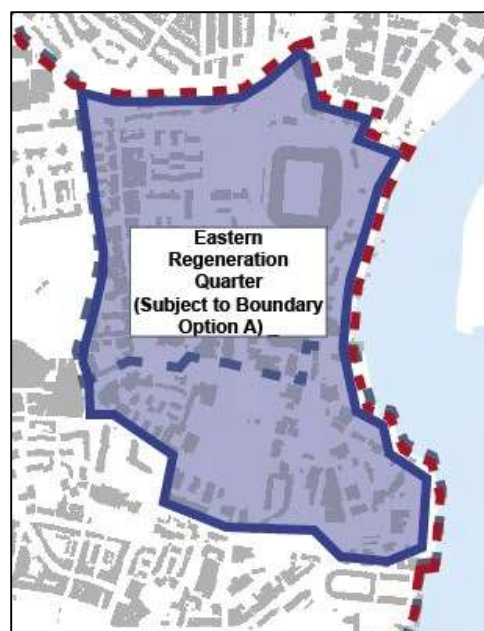 Eastern
Regeneration
Quarter
(Subject to Boundary
Option A)